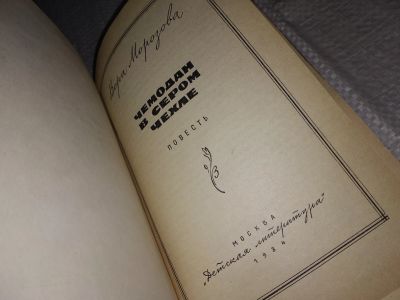 Вера Морозова
ЧЕМОДАН
В СЕРОМ
ЧЕХЛЕ
ПОВЕСТЬ
МОСКВА
„Детская литература"
1984